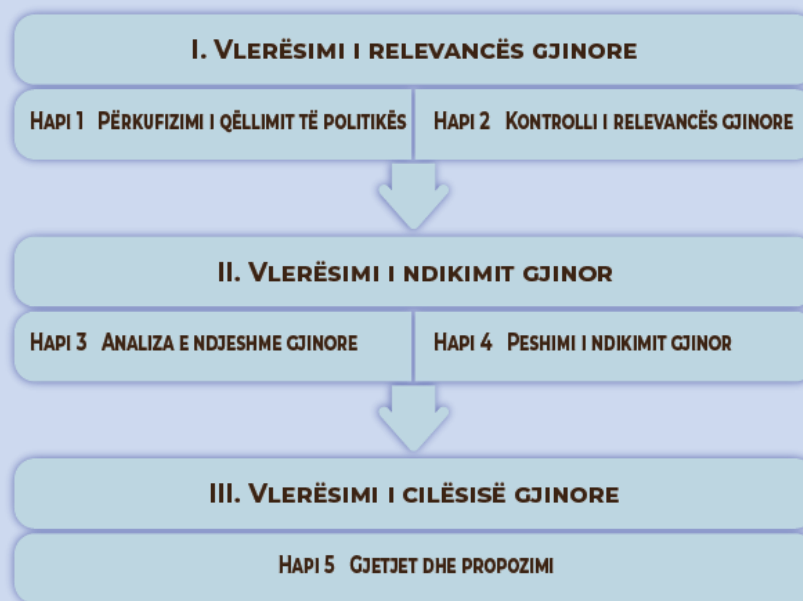 I. Vlerësimi i relevancës gjinore
Hapi 1 Përkufizimi i qëllimit të politikës
Hapi 2 Kontrolli i relevancës gjinore
II. Vlerësimi i ndikimit gjinor
Hapi 3 Analiza e ndjeshme gjinore
Hapi 4 Peshimi i ndikimit gjinor
III. Vlerësimi i cilësisë gjinore
Hapi 5 Gjetjet dhe propozimi